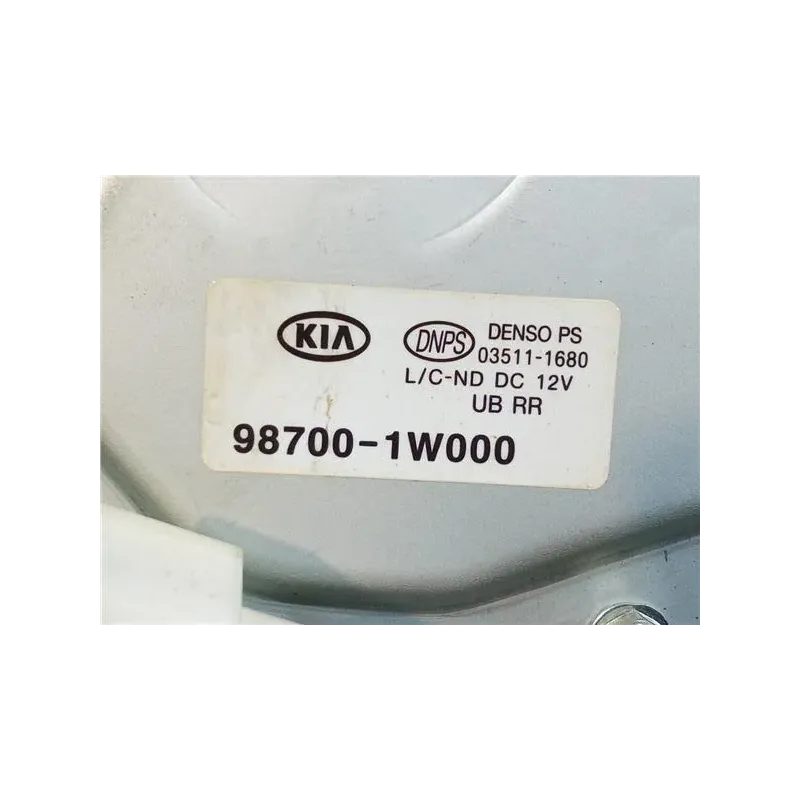 KIA
DNPS DENSO PS
03511-1680
L/C-ND DC 12V
UB RR
98700-1W000